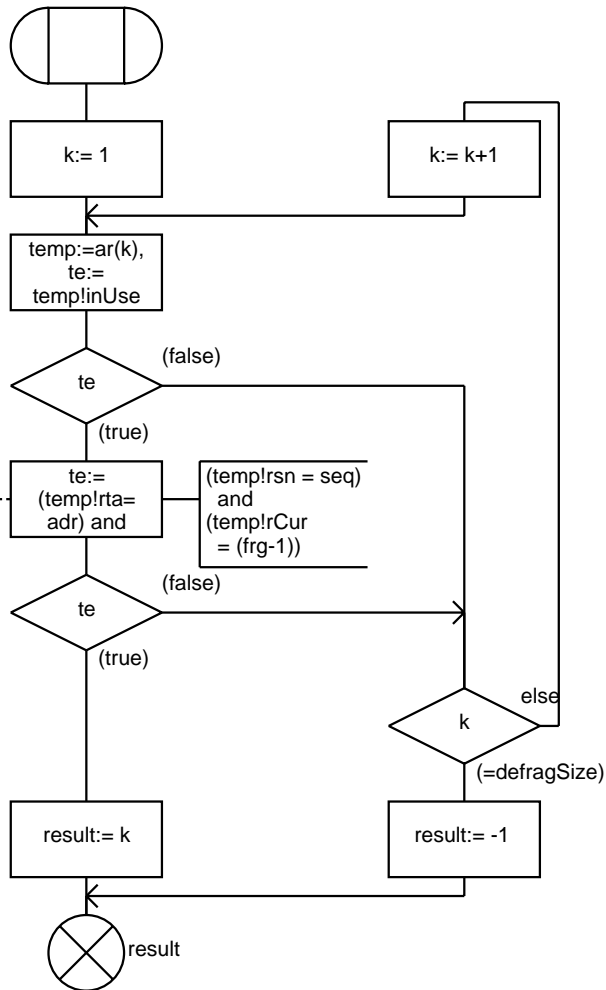 k:= 1
k:= k+1
temp:=ar(k),
te:=
temp!inUse
(false)
te
(true)
te:=
(temp!rta=
adr) and
(temp!rsn = seq)
and
(temp!rCur
= (frg-1))
(false)
te
(true)
else
k
(=defragSize)
result:= k
result:= -1
result